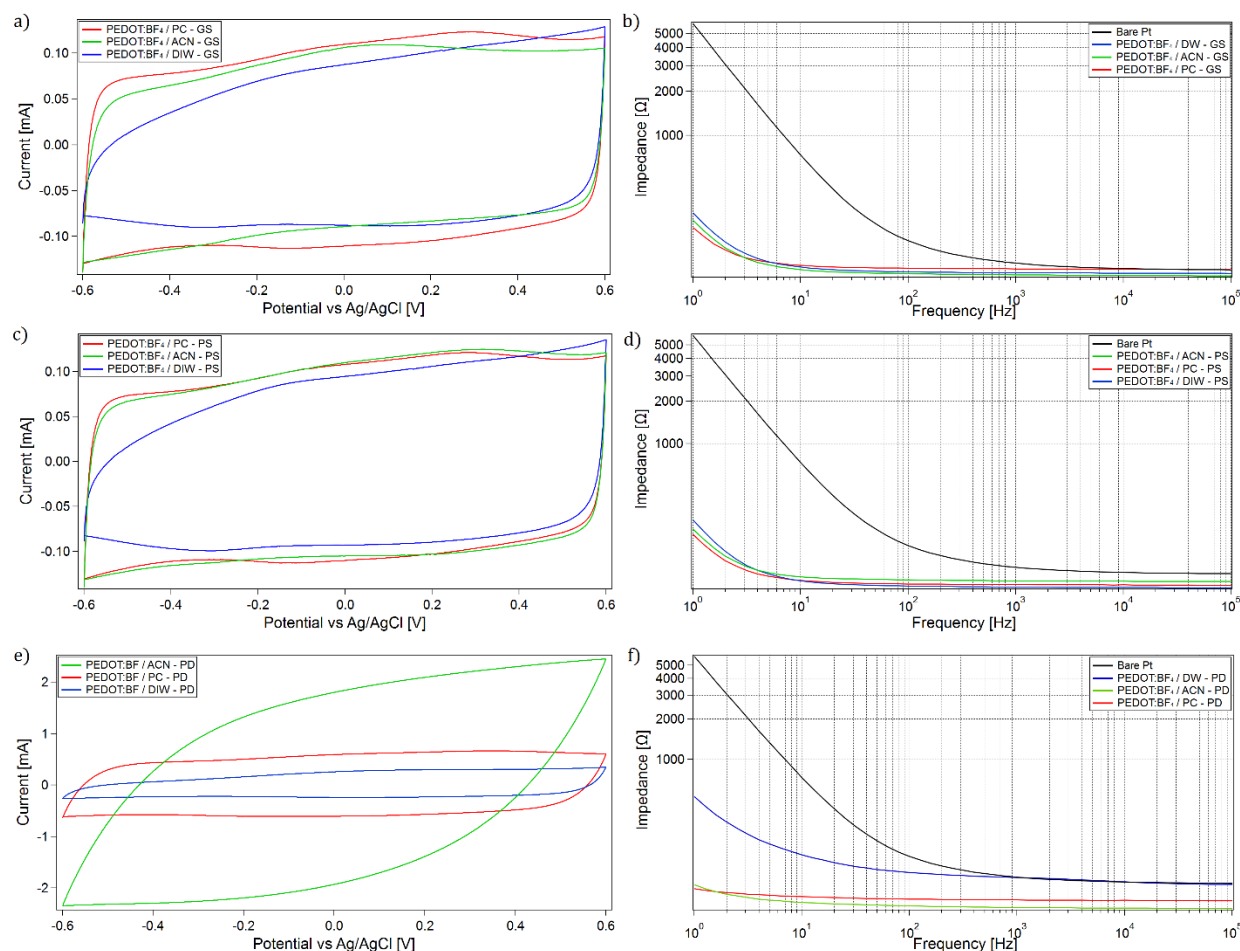 a)
PEDOT:BF₄ / PC - GS
PEDOT:BF₄ / ACN - GS
PEDOT:BF₄ / DIW - GS
0.10
0.05
0.00
-0.05
-0.10
Current [mA]
-0.6 -0.4 -0.2 0.0 0.2 0.4 0.6
Potential vs Ag/AgCl [V]
b)
Bare Pt
PEDOT:BF₄ / DW - GS
PEDOT:BF₄ / ACN - GS
PEDOT:BF₄ / PC - GS
5000
4000
3000
2000
1000
Impedance [Ω]
10⁰ 10¹ 10² 10³ 10⁴ 10⁵
Frequency [Hz]
c)
PEDOT:BF₄ / PC - PS
PEDOT:BF₄ / ACN - PS
PEDOT:BF₄ / DIW - PS
0.10
0.05
0.00
-0.05
-0.10
Current [mA]
-0.6 -0.4 -0.2 0.0 0.2 0.4 0.6
Potential vs Ag/AgCl [V]
d)
Bare Pt
PEDOT:BF₄ / ACN - PS
PEDOT:BF₄ / PC - PS
PEDOT:BF₄ / DIW - PS
5000
4000
3000
2000
1000
Impedance [Ω]
10⁰ 10¹ 10² 10³ 10⁴ 10⁵
Frequency [Hz]
e)
PEDOT:BF / ACN - PD
PEDOT:BF / PC - PD
PEDOT:BF / DIW - PD
2
1
0
-1
-2
Current [mA]
-0.6 -0.4 -0.2 0.0 0.2 0.4 0.6
Potential vs Ag/AgCl [V]
f)
Bare Pt
PEDOT:BF₄ / DW - PD
PEDOT:BF₄ / ACN - PD
PEDOT:BF₄ / PC - PD
5000
4000
3000
2000
1000
Impedance [Ω]
10⁰ 10¹ 10² 10³ 10⁴ 10⁵
Frequency [Hz]